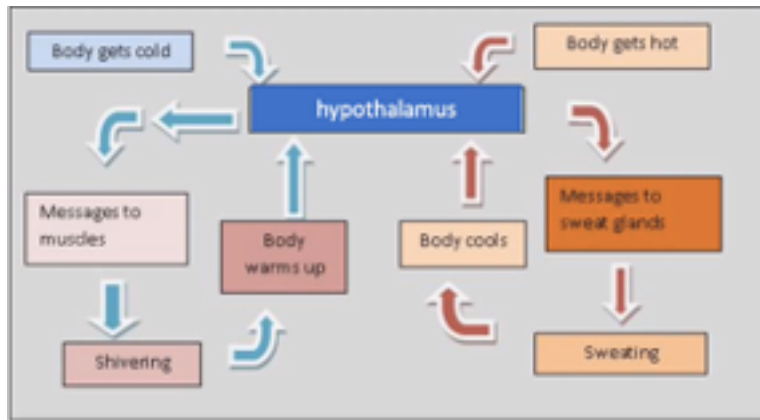 Body gets cold
Body gets hot
hypothalamus
Messages to
muscles
Body
warms up
Body cools
Messages to
sweat glands
Shivering
Sweating